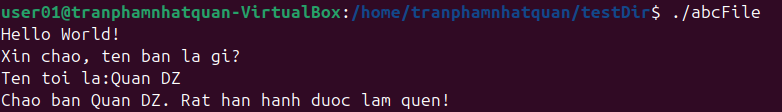 user01@tranphamnhatquan-VirtualBox:/home/tranphamnhatquan/testDir$ ./abcFile
Hello World!
Xin chao, ten ban la gi?
Ten toi la:Quan DZ
Chao ban Quan DZ. Rat han hanh duoc lam quen!